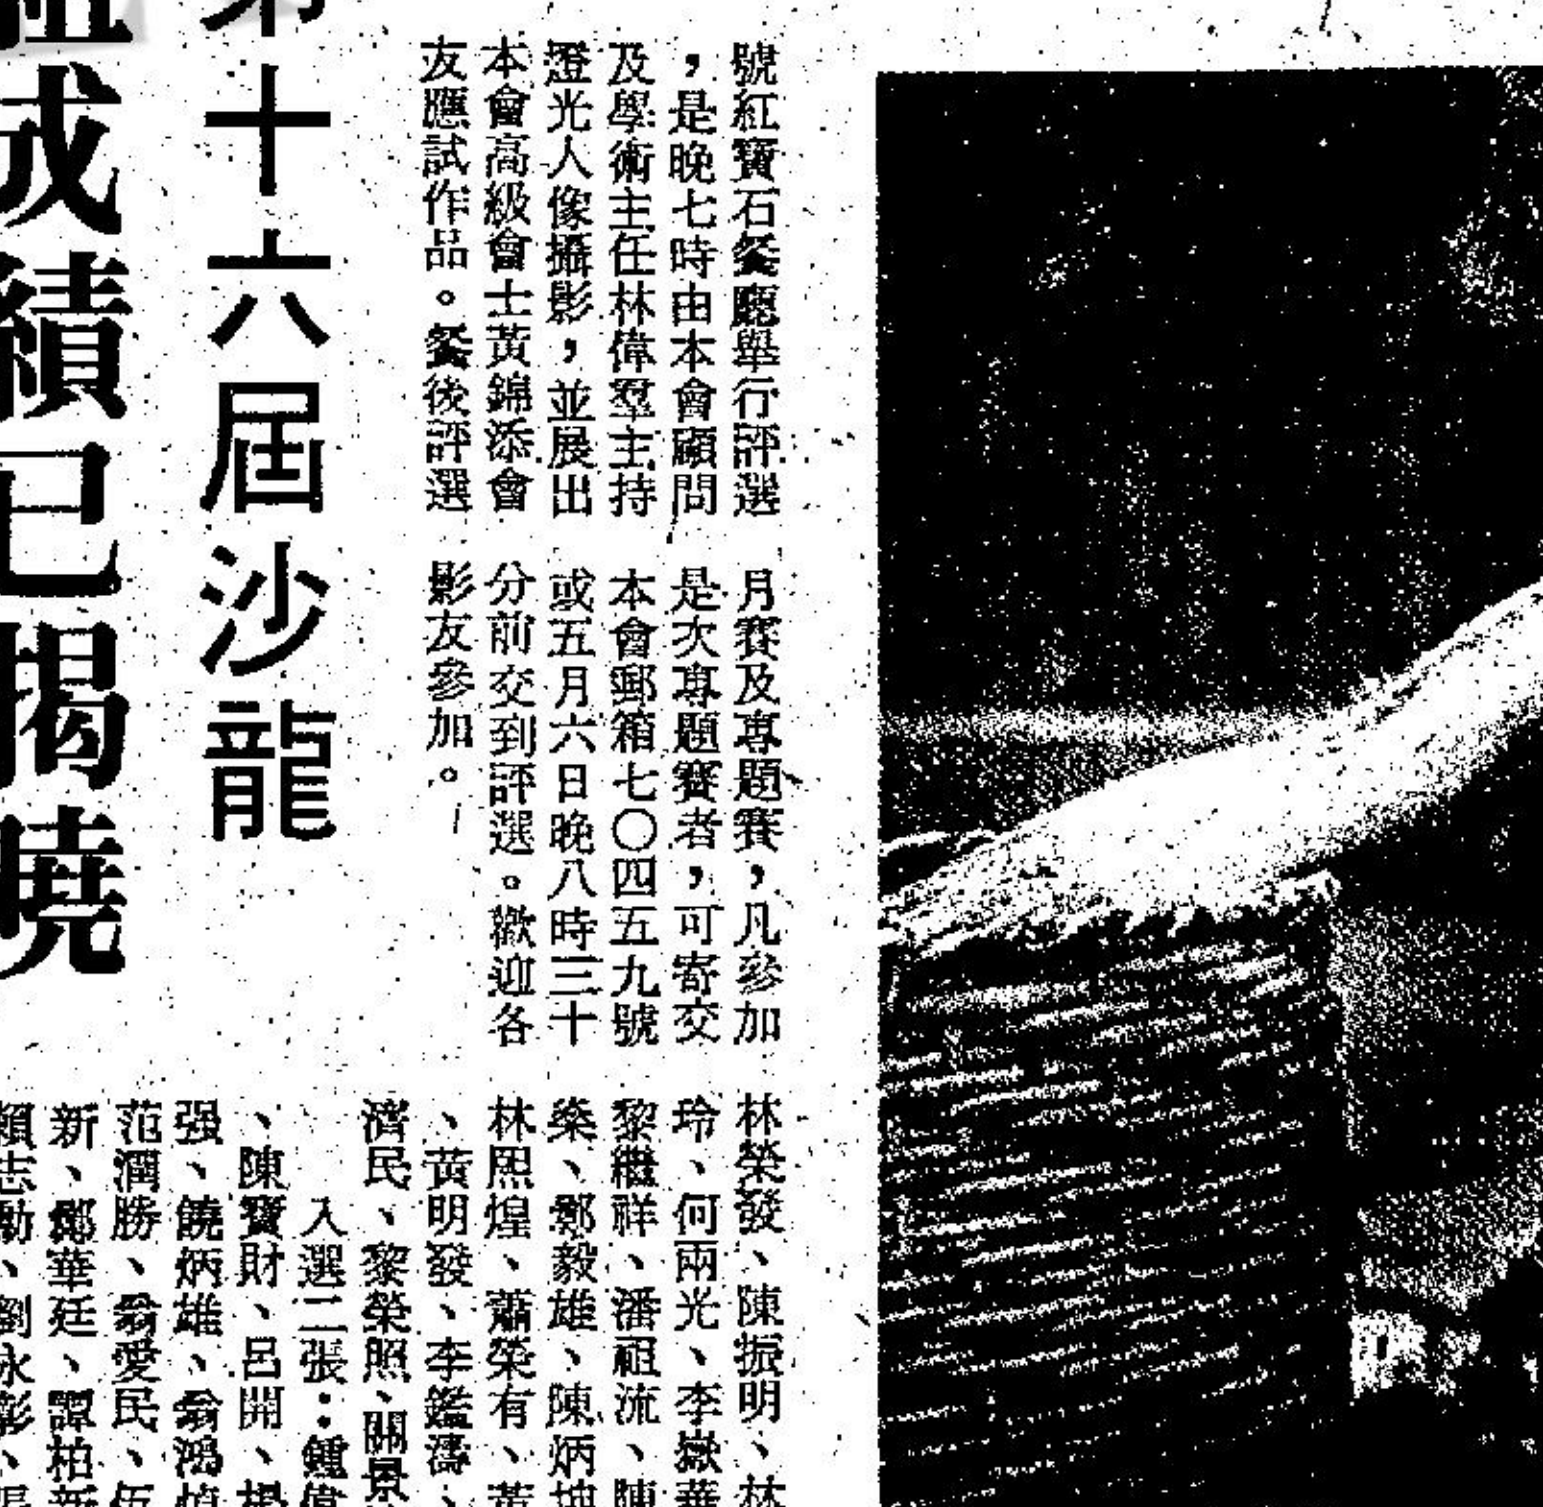 號紅寶石餐廳舉行評選
，是晚七時由本會顧問
及學術主任林偉羣主持
燈光人像攝影，並展出
本會高級會士黃錦添會
友應試作品。餐後評選
月賽及專題賽，凡參加
是次專題賽者，可寄交
本會郵箱七〇四五九號
或五月六日晚八時三十
分前交到評選。歡迎各
影友參加。
第十六屆沙龍
成績已揭曉
林榮發、陳振明、林
玲、何兩光、李嶽華
黎繼祥、潘祖流、陳
燊、鄭毅雄、陳炳坤
林熙煌、蕭榮有、黃
、黃明發、李鑑濤、
濟民、黎榮照、關景
入選二張：鍾偉
、陳寶財、呂開、楊
强、饒炳雄、翁鴻
范潤勝、翁愛民、伍
新、鄭華廷、譚柏新
賴志勤、劉永彰、張